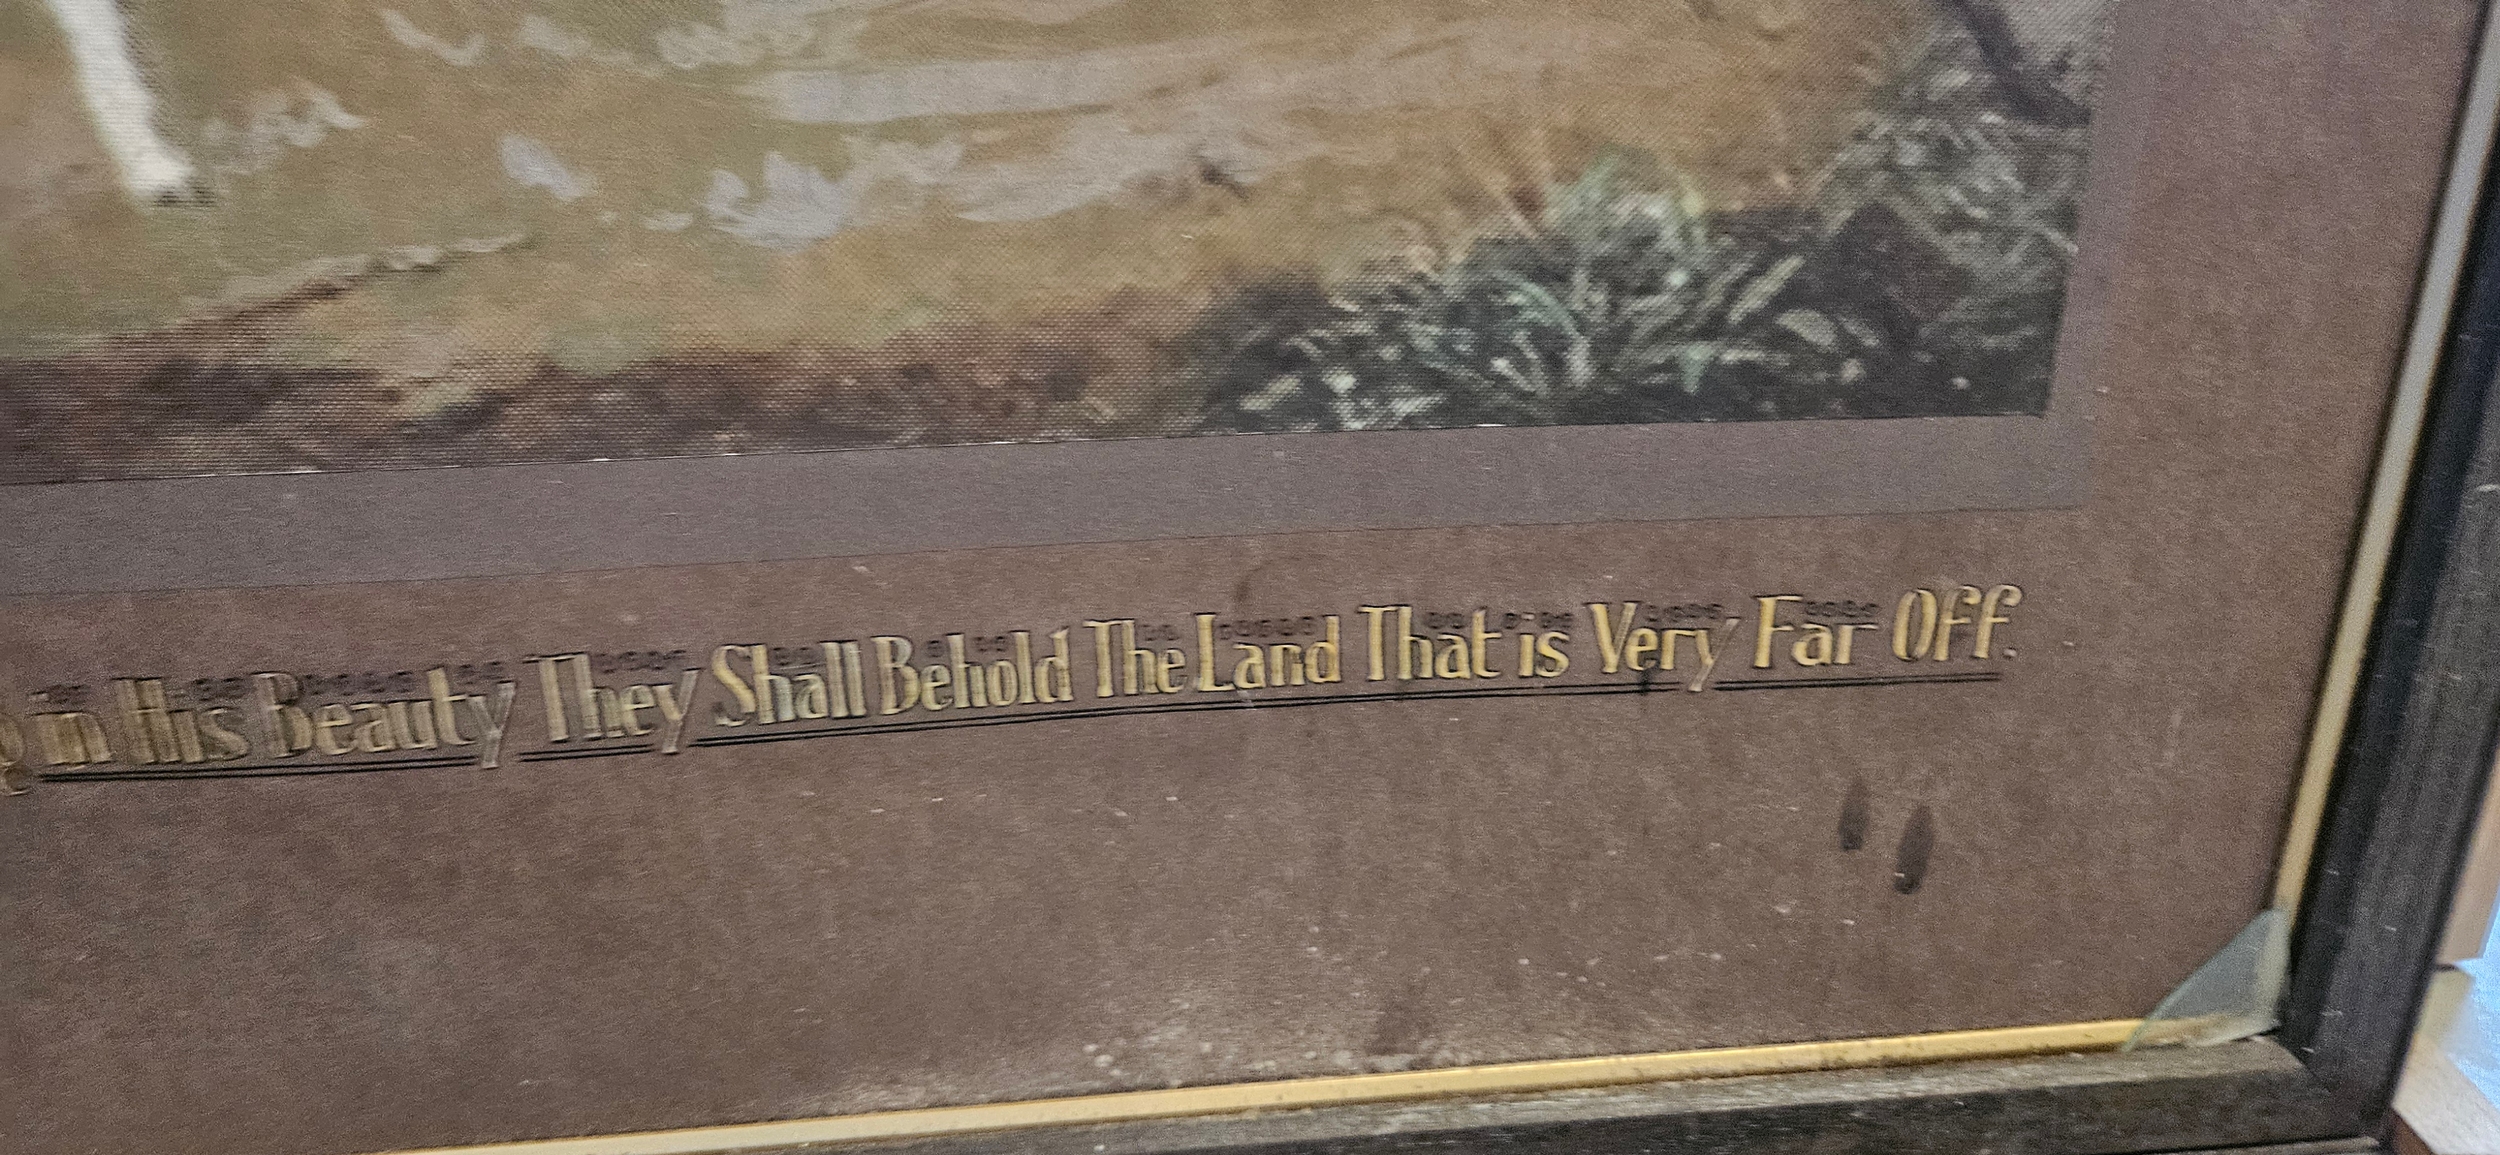 in His Beauty They Shall Behold The Land That is Very Far Off.